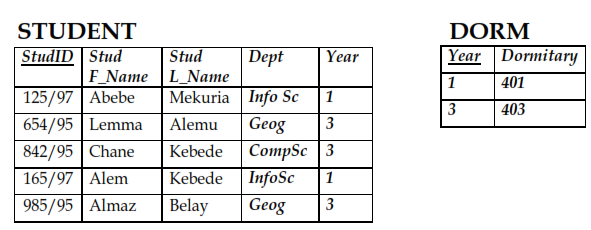 STUDENT
StudID Stud F_Name Stud L_Name Dept Year
125/97 Abebe Mekuria Info Sc 1
654/95 Lemma Alemu Geog 3
842/95 Chane Kebede CompSc 3
165/97 Alem Kebede InfoSc 1
985/95 Almaz Belay Geog 3
DORM
Year Dormitary
1 401
3 403